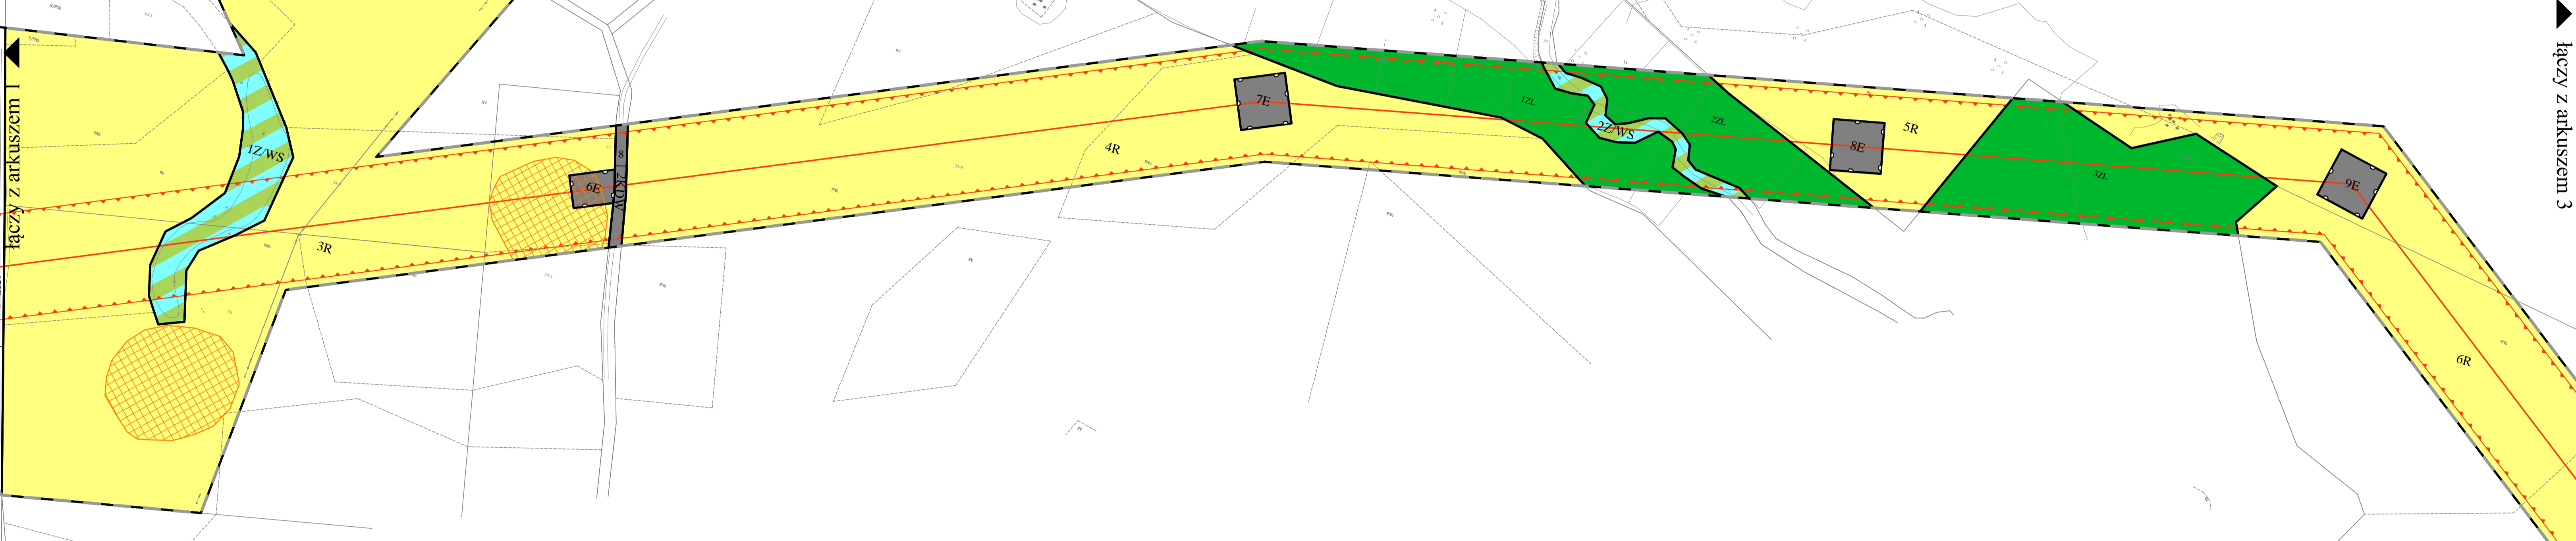 łączy z arkuszem 1
1Z/WS
3R
6E
8
2KDW
4R
7E
1ZL
2Z/WS
2ZL
8E
5R
3ZL
9E
6R
łączy z arkuszem 3